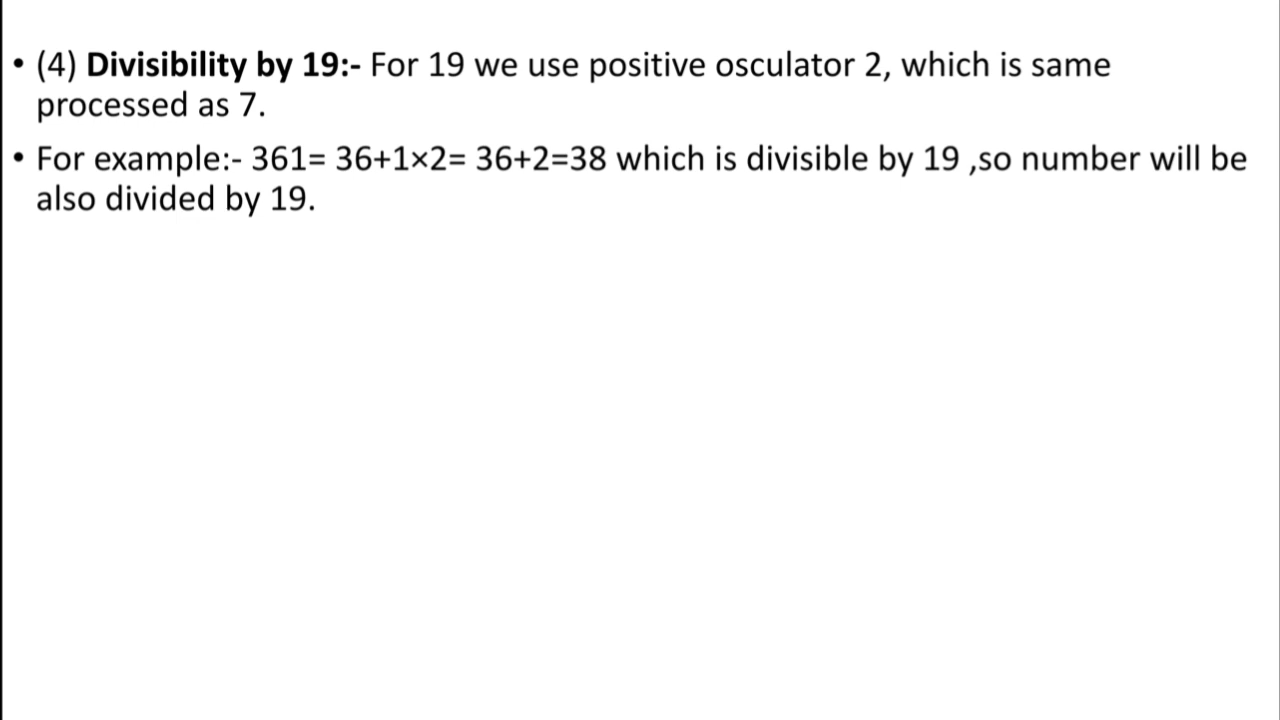 • (4) Divisibility by 19:- For 19 we use positive osculator 2, which is same
processed as 7.
• For example:- 361= 36+1×2= 36+2=38 which is divisible by 19 ,so number will be
also divided by 19.